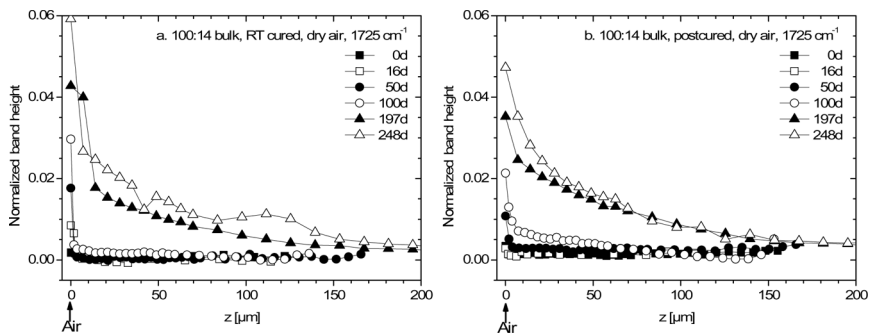 a. 100:14 bulk, RT cured, dry air, 1725 cm⁻¹
0d
16d
50d
100d
197d
248d
Normalized band height
0.06
0.04
0.02
0.00
0 50 100 150 200
Air
z [µm]
b. 100:14 bulk, postcured, dry air, 1725 cm⁻¹
0d
16d
50d
100d
197d
248d
Normalized band height
0.06
0.04
0.02
0.00
0 50 100 150 200
Air
z [µm]